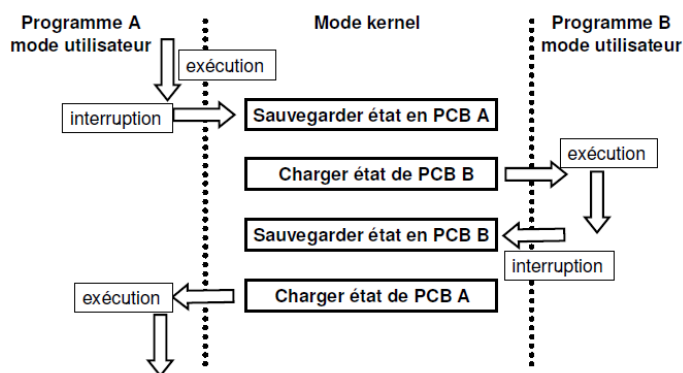 Programme A
mode utilisateur
Mode kernel
Programme B
mode utilisateur
exécution
interruption
Sauvegarder état en PCB A
Charger état de PCB B
exécution
Sauvegarder état en PCB B
interruption
Charger état de PCB A
exécution